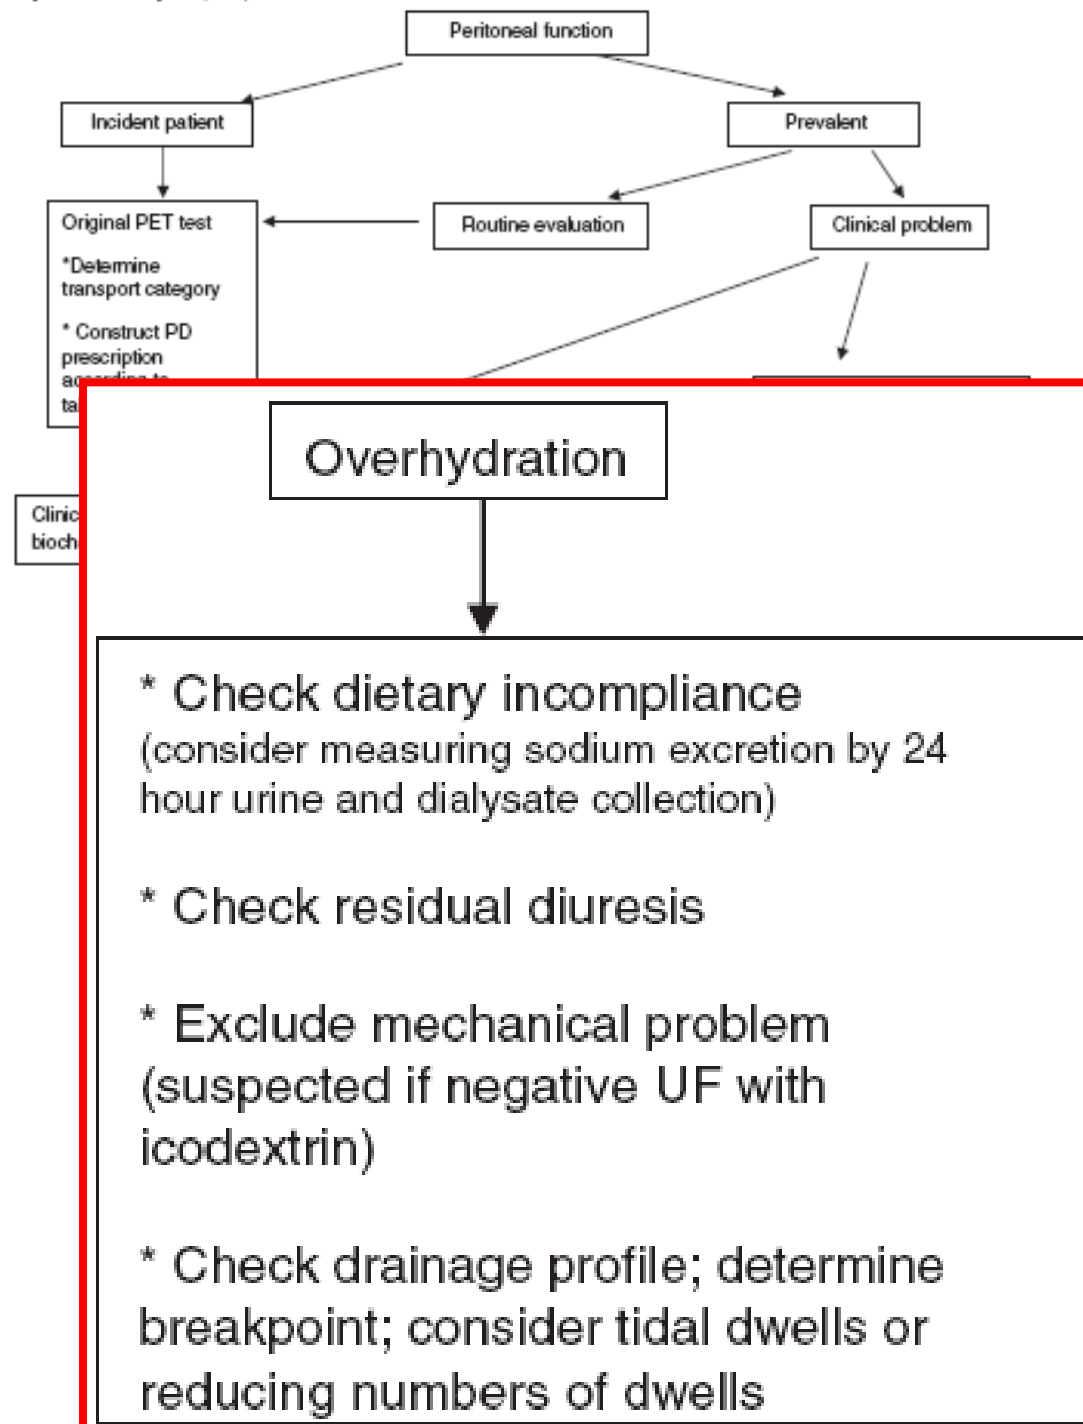 Peritoneal function
Incident patient
Prevalent
Original PET test
*Determine
transport category
* Construct PD
prescription
according to
Routine evaluation
Clinical problem
Overhydration
* Check dietary incompliance
(consider measuring sodium excretion by 24
hour urine and dialysate collection)
* Check residual diuresis
* Exclude mechanical problem
(suspected if negative UF with
icodextrin)
* Check drainage profile; determine
breakpoint; consider tidal dwells or
reducing numbers of dwells